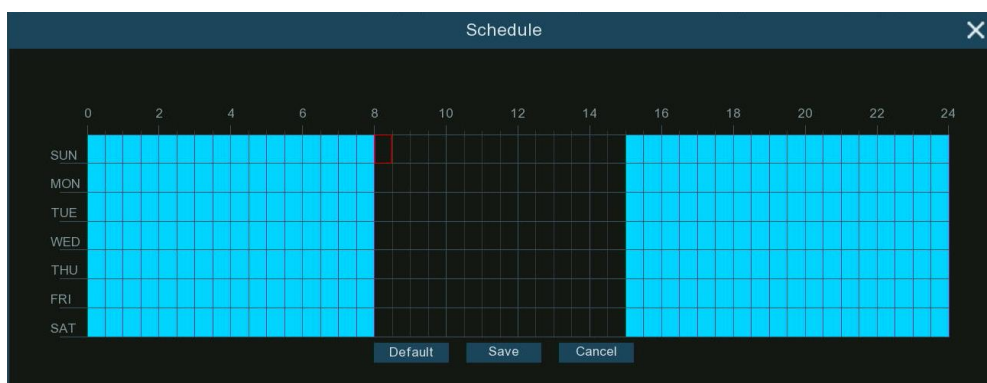 Schedule
0 2 4 6 8 10 12 14 16 18 20 22 24
SUN
MON
TUE
WED
THU
FRI
SAT
Default Save Cancel